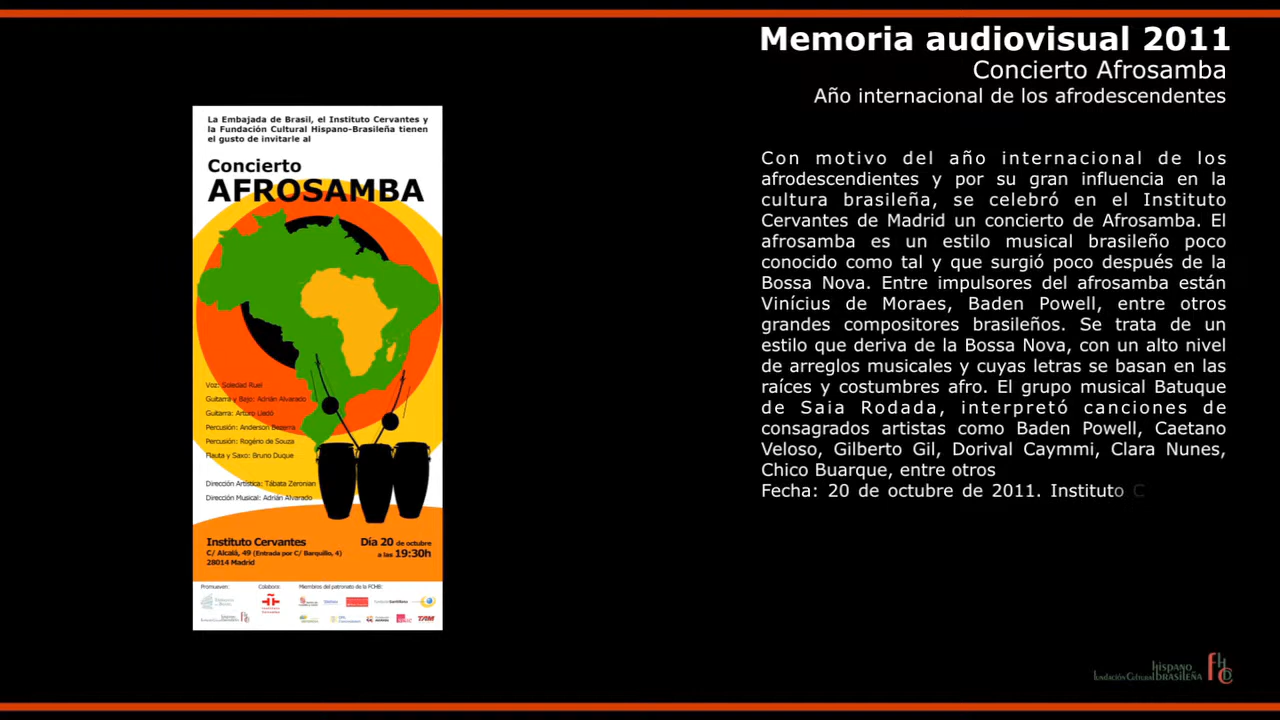 Memoria audiovisual 2011
Concierto Afrosamba
Año internacional de los afrodescendentes
La Embajada de Brasil, el Instituto Cervantes y
la Fundación Cultural Hispano-Brasileña tienen
el gusto de invitarle al
Concierto
AFROSAMBA
Voz: Soledad Ruel
Guitarra y Bajo: Adrián Alvarado
Guitarra: Arturo Lledó
Percusión: Anderson Bezerra
Percusión: Rogério de Souza
Flauta y Saxo: Bruno Duque
Dirección Artística: Tábata Zeronian
Dirección Musical: Adrián Alvarado
Instituto Cervantes
C/ Alcalá, 49 (Entrada por C/ Barquillo, 4)
28014 Madrid
Día 20 de octubre
a las 19:30h
Promueven:
Colabora:
Miembros del patronato de la FCHB:
TAM
Con motivo del año internacional de los
afrodescendientes y por su gran influencia en la
cultura brasileña, se celebró en el Instituto
Cervantes de Madrid un concierto de Afrosamba. El
afrosamba es un estilo musical brasileño poco
conocido como tal y que surgió poco después de la
Bossa Nova. Entre impulsores del afrosamba están
Vinícius de Moraes, Baden Powell, entre otros
grandes compositores brasileños. Se trata de un
estilo que deriva de la Bossa Nova, con un alto nivel
de arreglos musicales y cuyas letras se basan en las
raíces y costumbres afro. El grupo musical Batuque
de Saia Rodada, interpretó canciones de
consagrados artistas como Baden Powell, Caetano
Veloso, Gilberto Gil, Dorival Caymmi, Clara Nunes,
Chico Buarque, entre otros
Fecha: 20 de octubre de 2011. Instituto C
fundación Cultural hispano brasileña fHCB